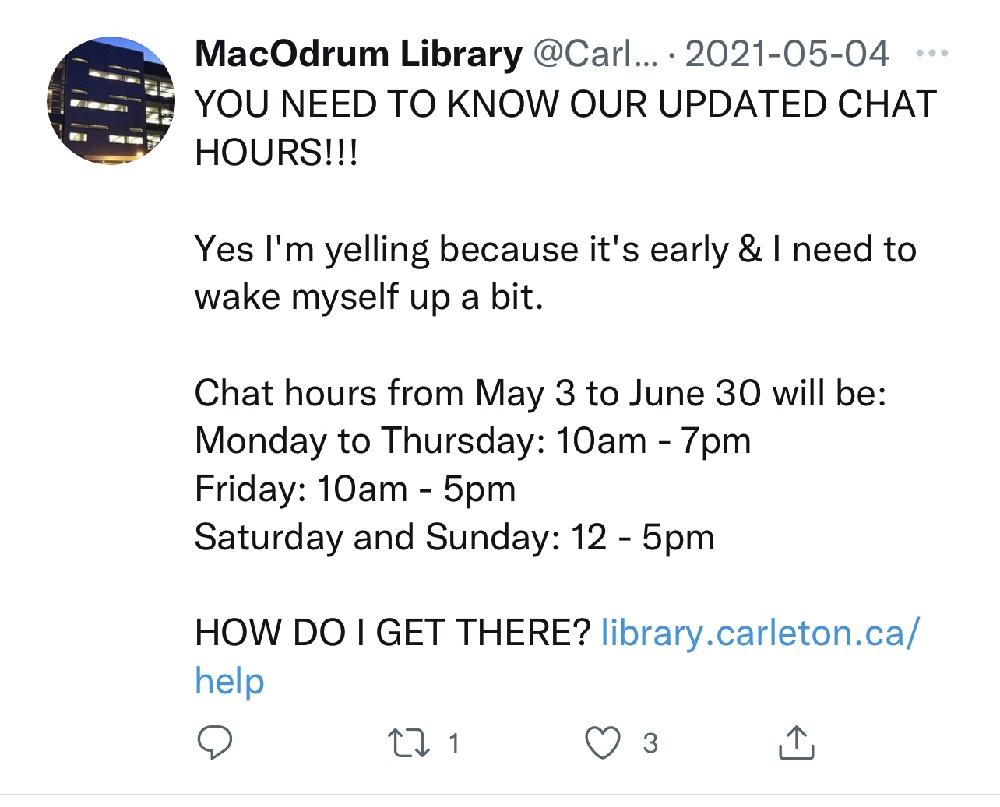 MacOdrum Library @Carl... · 2021-05-04
YOU NEED TO KNOW OUR UPDATED CHAT
HOURS!!!
Yes I'm yelling because it's early & I need to
wake myself up a bit.
Chat hours from May 3 to June 30 will be:
Monday to Thursday: 10am - 7pm
Friday: 10am - 5pm
Saturday and Sunday: 12 - 5pm
HOW DO I GET THERE? library.carleton.ca/
help
1 3